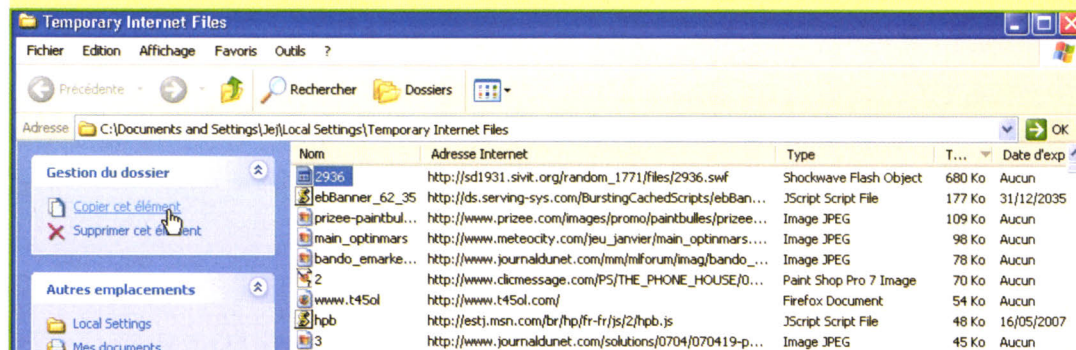 Temporary Internet Files
Fichier Edition Affichage Favoris Outils ?
Précédente Rechercher Dossiers
Adresse C:\Documents and Settings\Jej\Local Settings\Temporary Internet Files OK
Nom Adresse Internet Type T... Date d'exp
Gestion du dossier
Copier cet élément
Supprimer cet élément
Autres emplacements
Local Settings
Mes documents
2936 http://sd1931.sivit.org/random_1771/files/2936.swf Shockwave Flash Object 680 Ko Aucun
ebBanner_62_35 http://ds.serving-sys.com/BurstingCachedScripts/ebBan... JScript Script File 177 Ko 31/12/2035
prizee-paintbul... http://www.prizee.com/images/promo/paintbulles/prizee... Image JPEG 109 Ko Aucun
main_optinmars http://www.meteocity.com/jeu_janvier/main_optinmars.... Image JPEG 98 Ko Aucun
bando_emarke... http://www.journaldunet.com/mm/mlforum/imag/bando_... Image JPEG 78 Ko Aucun
2 http://www.clicmessage.com/PS/THE_PHONE_HOUSE/0... Paint Shop Pro 7 Image 70 Ko Aucun
www.t45ol http://www.t45ol.com/ Firefox Document 54 Ko Aucun
hpb http://estj.msn.com/br/hp/fr-fr/js/2/hpb.js JScript Script File 48 Ko 16/05/2007
3 http://www.journaldunet.com/solutions/0704/070419-p... Image JPEG 45 Ko Aucun